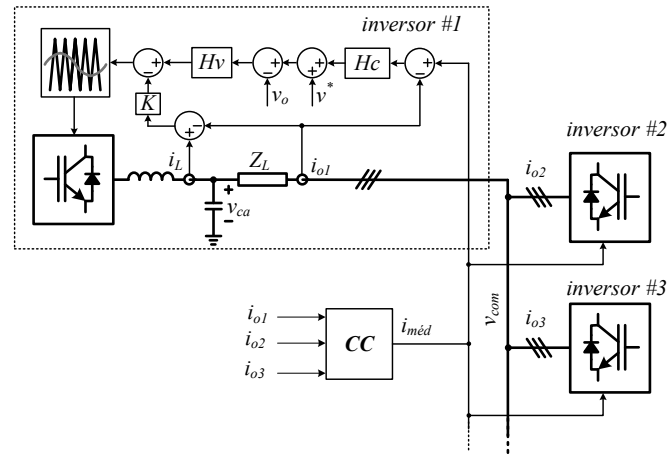 inversor #1
Hv
Hc
K
v_o
v*
i_L
Z_L
i_o1
v_ca
inversor #2
i_o2
inversor #3
v_com
i_o3
i_o1
i_o2
i_o3
CC
i_méd